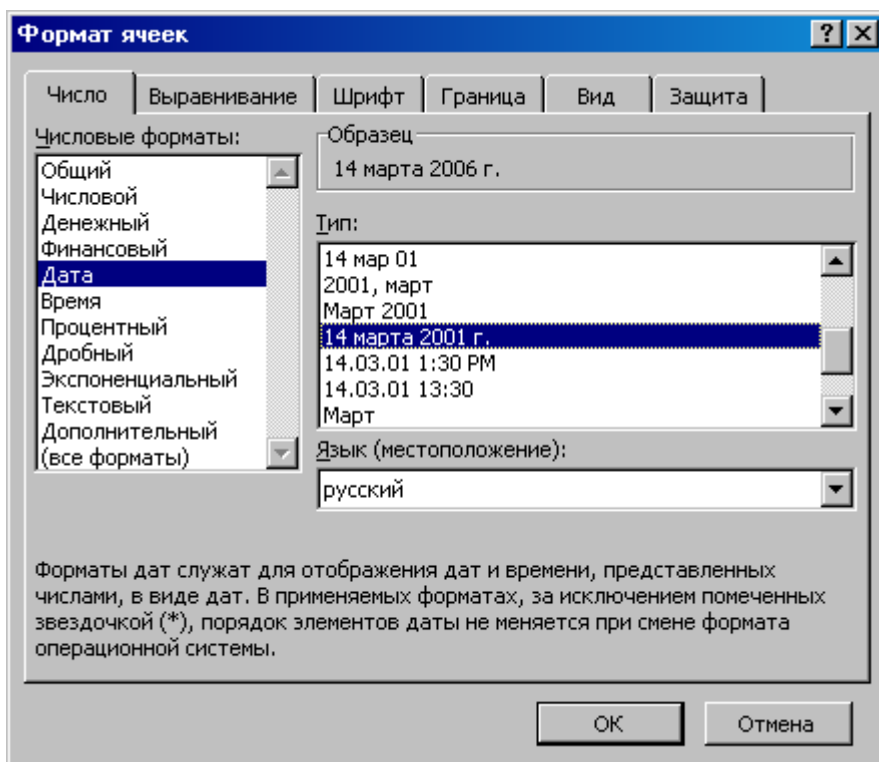 Формат ячеек
Число
Выравнивание
Шрифт
Граница
Вид
Защита
Числовые форматы:
Общий
Числовой
Денежный
Финансовый
Дата
Время
Процентный
Дробный
Экспоненциальный
Текстовый
Дополнительный
(все форматы)
Образец
14 марта 2006 г.
Тип:
14 мар 01
2001, март
Март 2001
14 марта 2001 г.
14.03.01 1:30 PM
14.03.01 13:30
Март
Язык (местоположение):
русский
Форматы дат служат для отображения дат и времени, представленных
числами, в виде дат. В применяемых форматах, за исключением помеченных
звездочкой (*), порядок элементов даты не меняется при смене формата
операционной системы.
ОК
Отмена